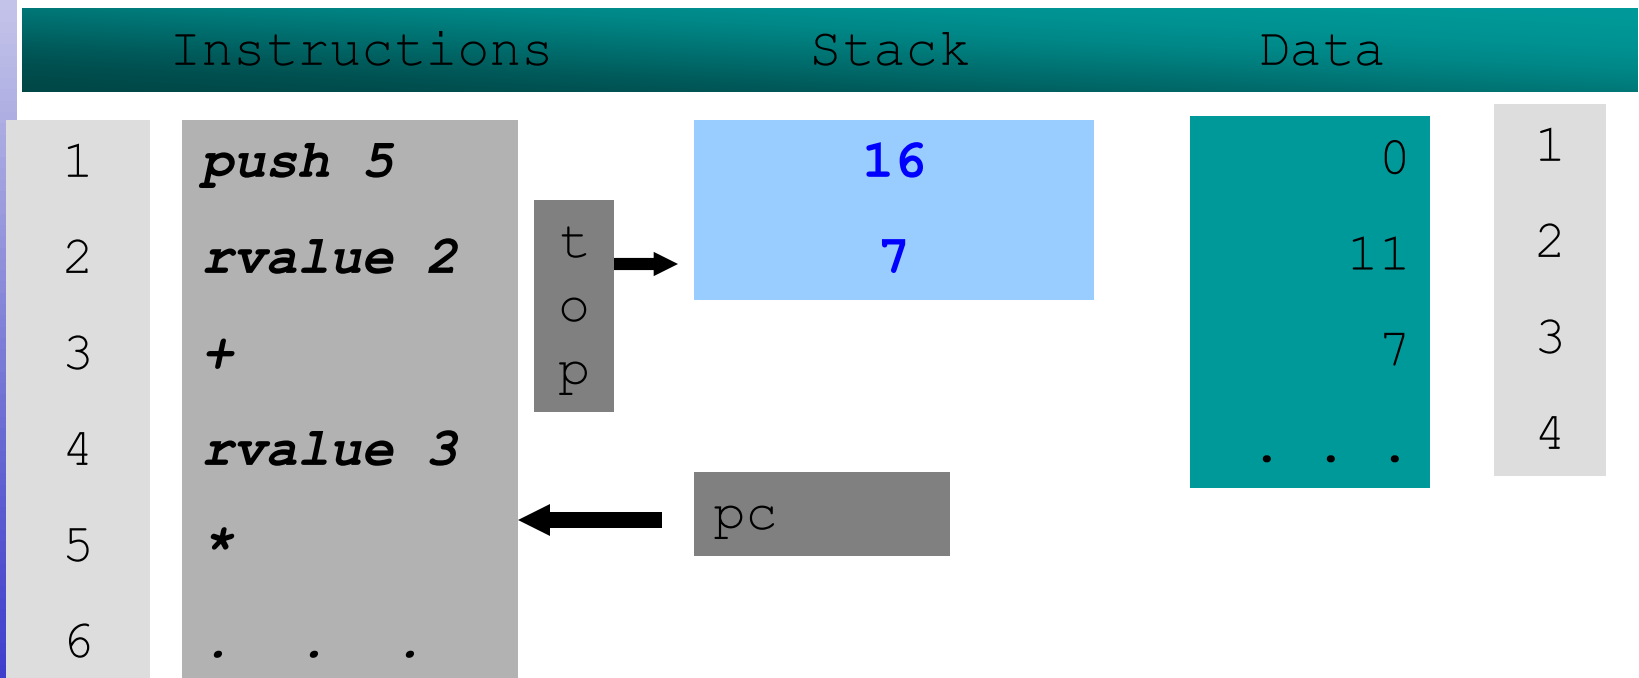 Instructions Stack Data
1 push 5 16 0 1
2 rvalue 2 7 11 2
3 + 7 3
4 rvalue 3 . . . 4
5 *
6 . . .
top
pc